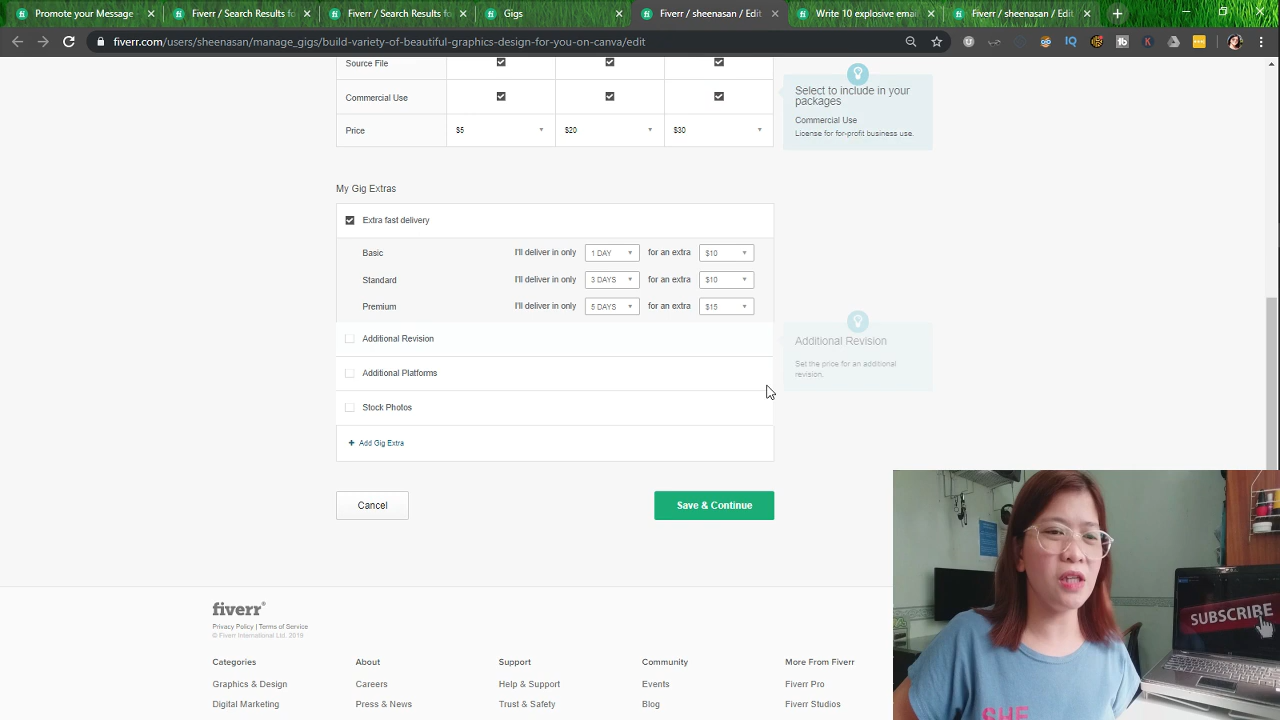 Promote your Message
Fiverr / Search Results for
Fiverr / Search Results for
Gigs
Fiverr / sheenasan / Edit
Write 10 explosive emai
Fiverr / sheenasan / Edit
fiverr.com/users/sheenasan/manage_gigs/build-variety-of-beautiful-graphics-design-for-you-on-canva/edit
Source File
Commercial Use
Price $5 $20 $30
Select to include in your
packages
Commercial Use
License for for-profit business use.
My Gig Extras
Extra fast delivery
Basic I'll deliver in only 1 DAY for an extra $10
Standard I'll deliver in only 3 DAYS for an extra $10
Premium I'll deliver in only 5 DAYS for an extra $15
Additional Revision
Additional Platforms
Stock Photos
+ Add Gig Extra
Additional Revision
Set the price for an additional
revision.
Cancel
Save & Continue
fiverr®
Privacy Policy | Terms of Service
© Fiverr International Ltd. 2019
Categories About Support Community More From Fiverr
Graphics & Design Careers Help & Support Events Fiverr Pro
Digital Marketing Press & News Trust & Safety Blog Fiverr Studios
SUBSCRIBE
SHE